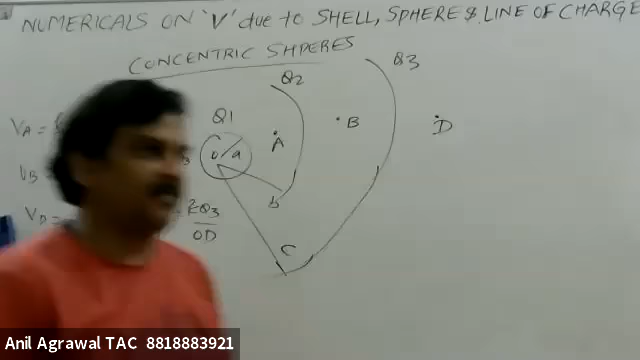 NUMERICALS ON 'V' due to SHELL, SPHERE & LINE OF CHARGE
CONCENTRIC SHPERES
Q1
Q2
Q3
VA =
A
B
D
O/a
VB
b
VD = + kQ3
OD
C
Anil Agrawal TAC 8818883921